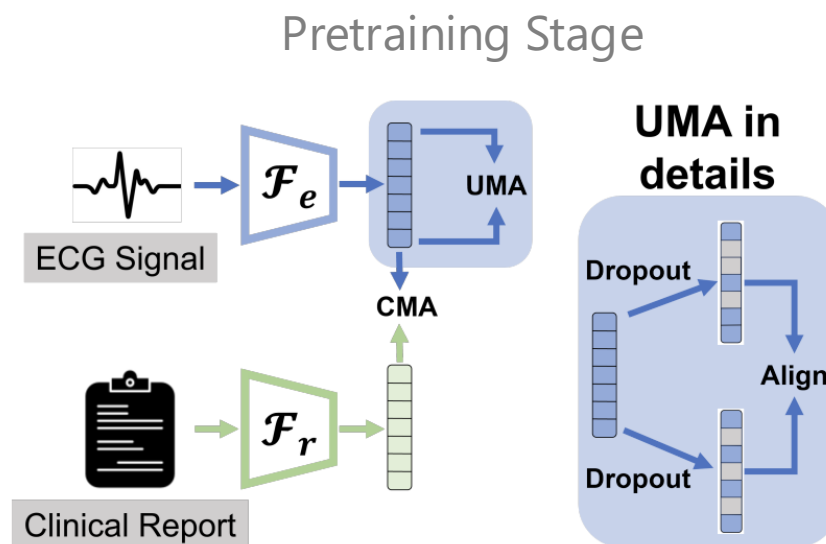 Pretraining Stage
ℱe
UMA
ECG Signal
CMA
ℱr
Clinical Report
UMA in
details
Dropout
Align
Dropout